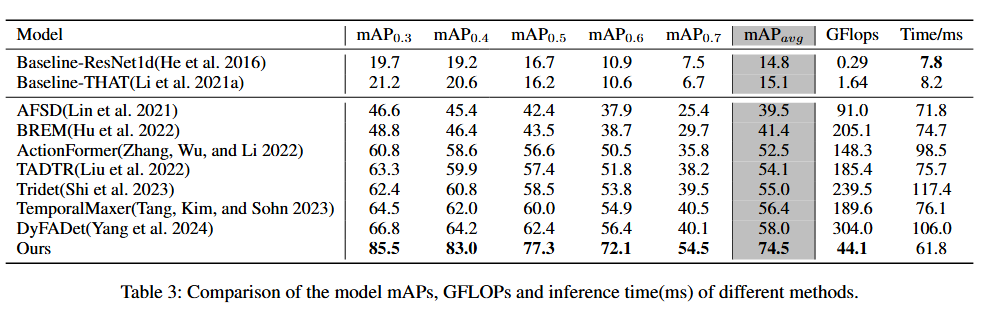 Model mAP0.3 mAP0.4 mAP0.5 mAP0.6 mAP0.7 mAPavg GFlops Time/ms
Baseline-ResNet1d(He et al. 2016) 19.7 19.2 16.7 10.9 7.5 14.8 0.29 7.8
Baseline-THAT(Li et al. 2021a) 21.2 20.6 16.2 10.6 6.7 15.1 1.64 8.2
AFSD(Lin et al. 2021) 46.6 45.4 42.4 37.9 25.4 39.5 91.0 71.8
BREM(Hu et al. 2022) 48.8 46.4 43.5 38.7 29.7 41.4 205.1 74.7
ActionFormer(Zhang, Wu, and Li 2022) 60.8 58.6 56.6 50.5 35.8 52.5 148.3 98.5
TADTR(Liu et al. 2022) 63.3 59.9 57.4 51.8 38.2 54.1 185.4 75.7
Tridet(Shi et al. 2023) 62.4 60.8 58.5 53.8 39.5 55.0 239.5 117.4
TemporalMaxer(Tang, Kim, and Sohn 2023) 64.5 62.0 60.0 54.9 40.5 56.4 189.6 76.1
DyFADet(Yang et al. 2024) 66.8 64.2 62.4 56.4 40.1 58.0 304.0 106.0
Ours 85.5 83.0 77.3 72.1 54.5 74.5 44.1 61.8
Table 3: Comparison of the model mAPs, GFLOPs and inference time(ms) of different methods.